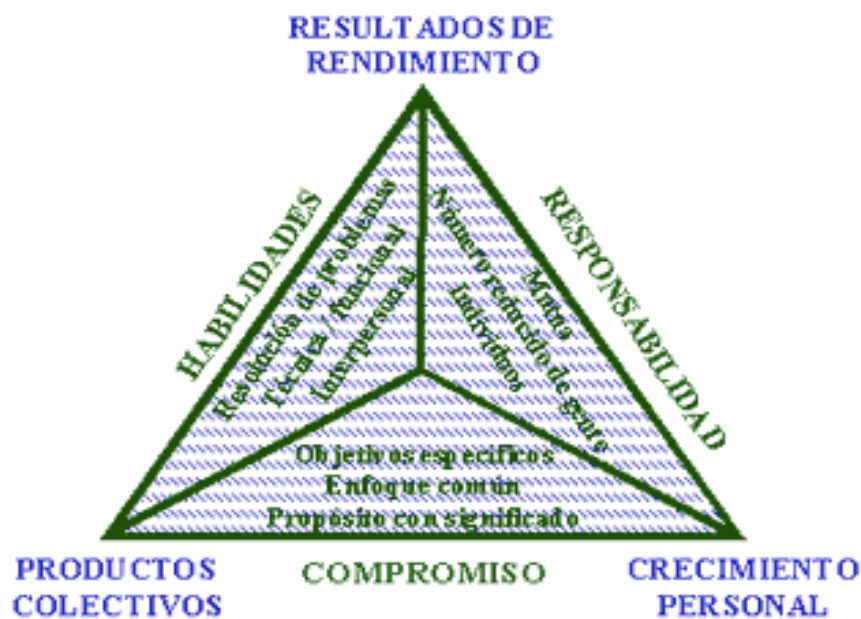 RESULTADOS DE
RENDIMIENTO
HABILIDADES
Resolución de problemas
Técnica / funcional
Interpersonal
RESPONSABILIDAD
Mutua
Número reducido de gente
Individuos
Objetivos específicos
Enfoque común
Propósito con significado
PRODUCTOS
COLECTIVOS
COMPROMISO
CRECIMIENTO
PERSONAL